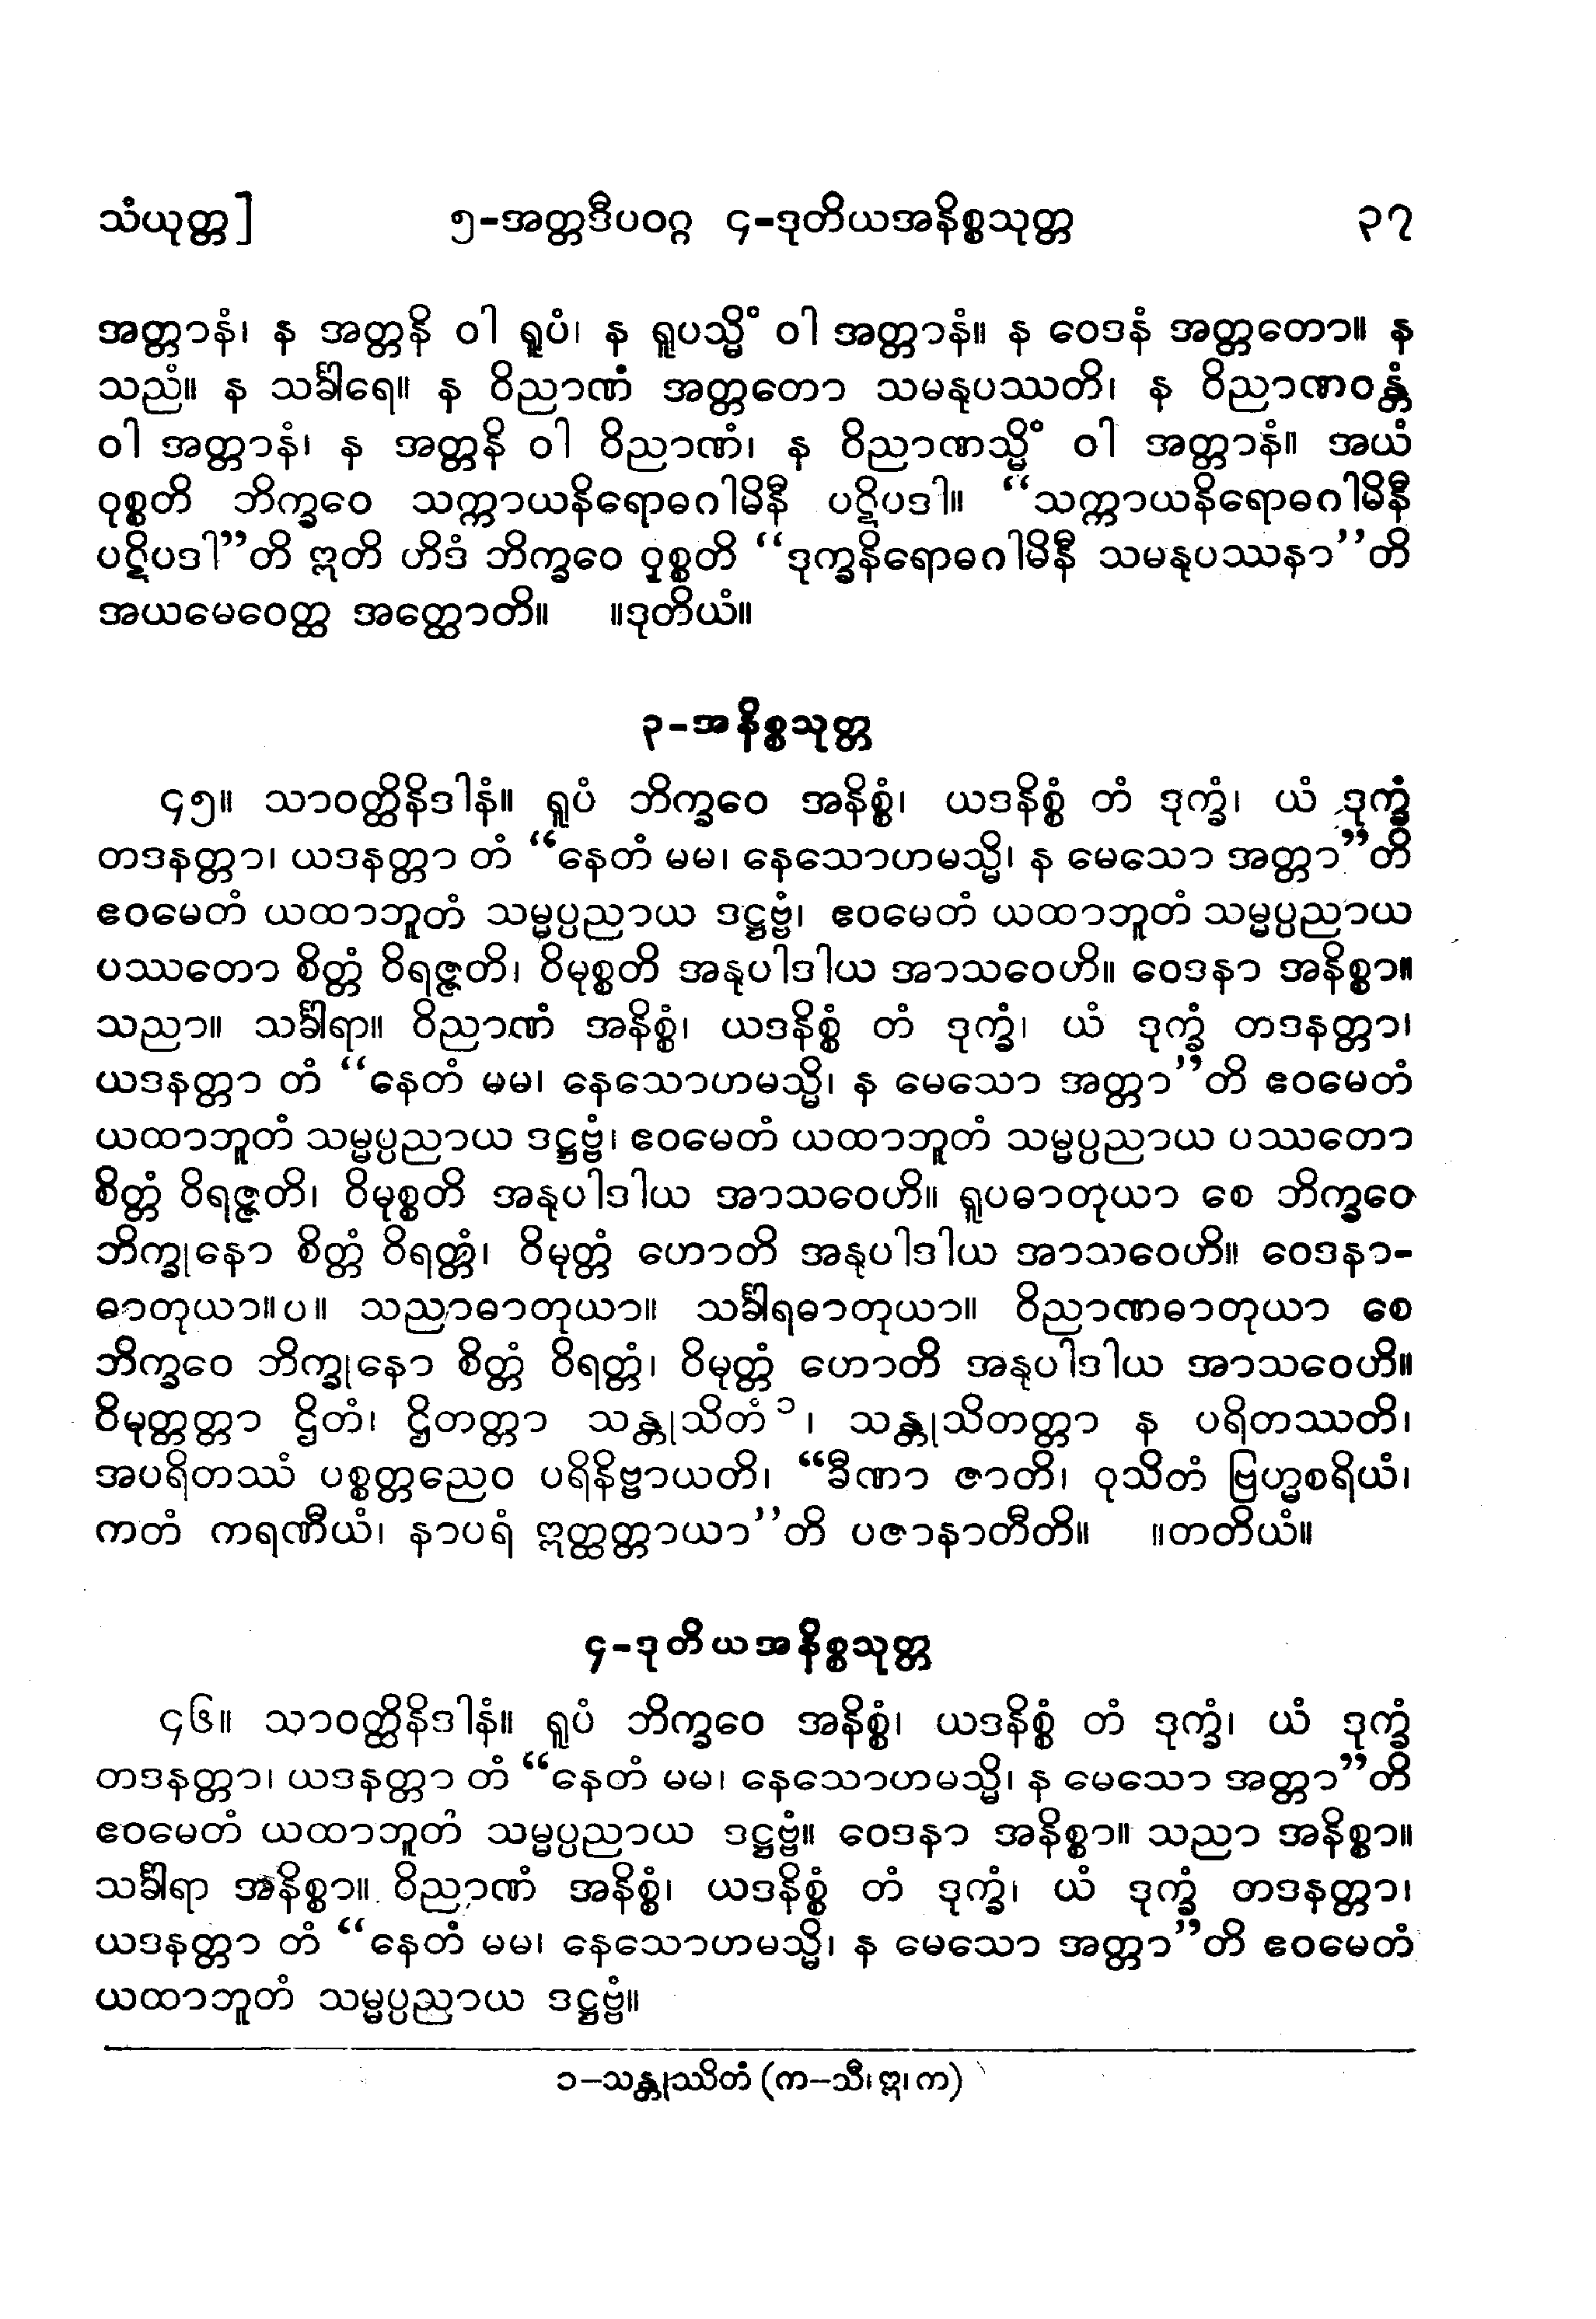 သံယုတ္တ] ၅-အတ္တဒီပဝဂ္ဂ ၄-ဒုတိယအနိစ္စသုတ္တ ၃၇
အတ္တာနံ၊ န အတ္တနိ ဝါ ရူပံ၊ န ရူပသ္မိံ ဝါ အတ္တာနံ။ န ဝေဒနံ အတ္တတော။ န
သညံ။ န သင်္ခါရေ။ န ဝိညာဏံ အတ္တတော သမနုပဿတိ၊ န ဝိညာဏဝန္တံ
ဝါ အတ္တာနံ၊ န အတ္တနိ ဝါ ဝိညာဏံ၊ န ဝိညာဏသ္မိံ ဝါ အတ္တာနံ။ အယံ
ဝုစ္စတိ ဘိက္ခဝေ သက္ကာယနိရောဓဂါမိနီ ပဋိပဒါ။ “သက္ကာယနိရောဓဂါမိနီ
ပဋိပဒါ”တိ ဣတိ ဟိဒံ ဘိက္ခဝေ ဝုစ္စတိ “ဒုက္ခနိရောဓဂါမိနီ သမနုပဿနာ”တိ
အယမေဝေတ္ထ အတ္ထောတိ။ ။ဒုတိယံ။
၃-အနိစ္စသုတ္တ
၄၅။ သာဝတ္ထိနိဒါနံ။ ရူပံ ဘိက္ခဝေ အနိစ္စံ၊ ယဒနိစ္စံ တံ ဒုက္ခံ၊ ယံ ဒုက္ခံ
တဒနတ္တာ၊ ယဒနတ္တာ တံ “နေတံ မမ၊ နေသောဟမသ္မိ၊ န မေသော အတ္တာ”တိ
ဧဝမေတံ ယထာဘူတံ သမ္မပ္ပညာယ ဒဋ္ဌဗ္ဗံ၊ ဧဝမေတံ ယထာဘူတံ သမ္မပ္ပညာယ
ပဿတော စိတ္တံ ဝိရဇ္ဇတိ၊ ဝိမုစ္စတိ အနုပါဒါယ အာသဝေဟိ။ ဝေဒနာ အနိစ္စာ။
သညာ။ သင်္ခါရာ။ ဝိညာဏံ အနိစ္စံ၊ ယဒနိစ္စံ တံ ဒုက္ခံ၊ ယံ ဒုက္ခံ တဒနတ္တာ၊
ယဒနတ္တာ တံ “နေတံ မမ၊ နေသောဟမသ္မိ၊ န မေသော အတ္တာ”တိ ဧဝမေတံ
ယထာဘူတံ သမ္မပ္ပညာယ ဒဋ္ဌဗ္ဗံ၊ ဧဝမေတံ ယထာဘူတံ သမ္မပ္ပညာယ ပဿတော
စိတ္တံ ဝိရဇ္ဇတိ၊ ဝိမုစ္စတိ အနုပါဒါယ အာသဝေဟိ။ ရူပဓာတုယာ စေ ဘိက္ခဝေ
ဘိက္ခုနော စိတ္တံ ဝိရတ္တံ၊ ဝိမုတ္တံ ဟောတိ အနုပါဒါယ အာသဝေဟိ။ ဝေဒနာ-
ဓာတုယာ။ပ။ သညာဓာတုယာ။ သင်္ခါရဓာတုယာ။ ဝိညာဏဓာတုယာ စေ
ဘိက္ခဝေ ဘိက္ခုနော စိတ္တံ ဝိရတ္တံ၊ ဝိမုတ္တံ ဟောတိ အနုပါဒါယ အာသဝေဟိ။
ဝိမုတ္တတ္တာ ဌိတံ၊ ဌိတတ္တာ သန္တုသိတံ ၁၊ သန္တုသိတတ္တာ န ပရိတဿတိ၊
အပရိတဿံ ပစ္စတ္တညေဝ ပရိနိဗ္ဗာယတိ၊ “ခီဏာ ဇာတိ၊ ဝုသိတံ ဗြဟ္မစရိယံ၊
ကတံ ကရဏီယံ၊ နာပရံ ဣတ္ထတ္တာယာ”တိ ပဇာနာတီတိ။ ။တတိယံ။
၄-ဒုတိယအနိစ္စသုတ္တ
၄၆။ သာဝတ္ထိနိဒါနံ။ ရူပံ ဘိက္ခဝေ အနိစ္စံ၊ ယဒနိစ္စံ တံ ဒုက္ခံ၊ ယံ ဒုက္ခံ
တဒနတ္တာ၊ ယဒနတ္တာ တံ “နေတံ မမ၊ နေသောဟမသ္မိ၊ န မေသော အတ္တာ”တိ
ဧဝမေတံ ယထာဘူတံ သမ္မပ္ပညာယ ဒဋ္ဌဗ္ဗံ။ ဝေဒနာ အနိစ္စာ။ သညာ အနိစ္စာ။
သင်္ခါရာ အနိစ္စာ။ ဝိညာဏံ အနိစ္စံ၊ ယဒနိစ္စံ တံ ဒုက္ခံ၊ ယံ ဒုက္ခံ တဒနတ္တာ၊
ယဒနတ္တာ တံ “နေတံ မမ၊ နေသောဟမသ္မိ၊ န မေသော အတ္တာ”တိ ဧဝမေတံ
ယထာဘူတံ သမ္မပ္ပညာယ ဒဋ္ဌဗ္ဗံ။
၁–သန္တုဿိတံ (က–သီ၊ ဣ၊ က)